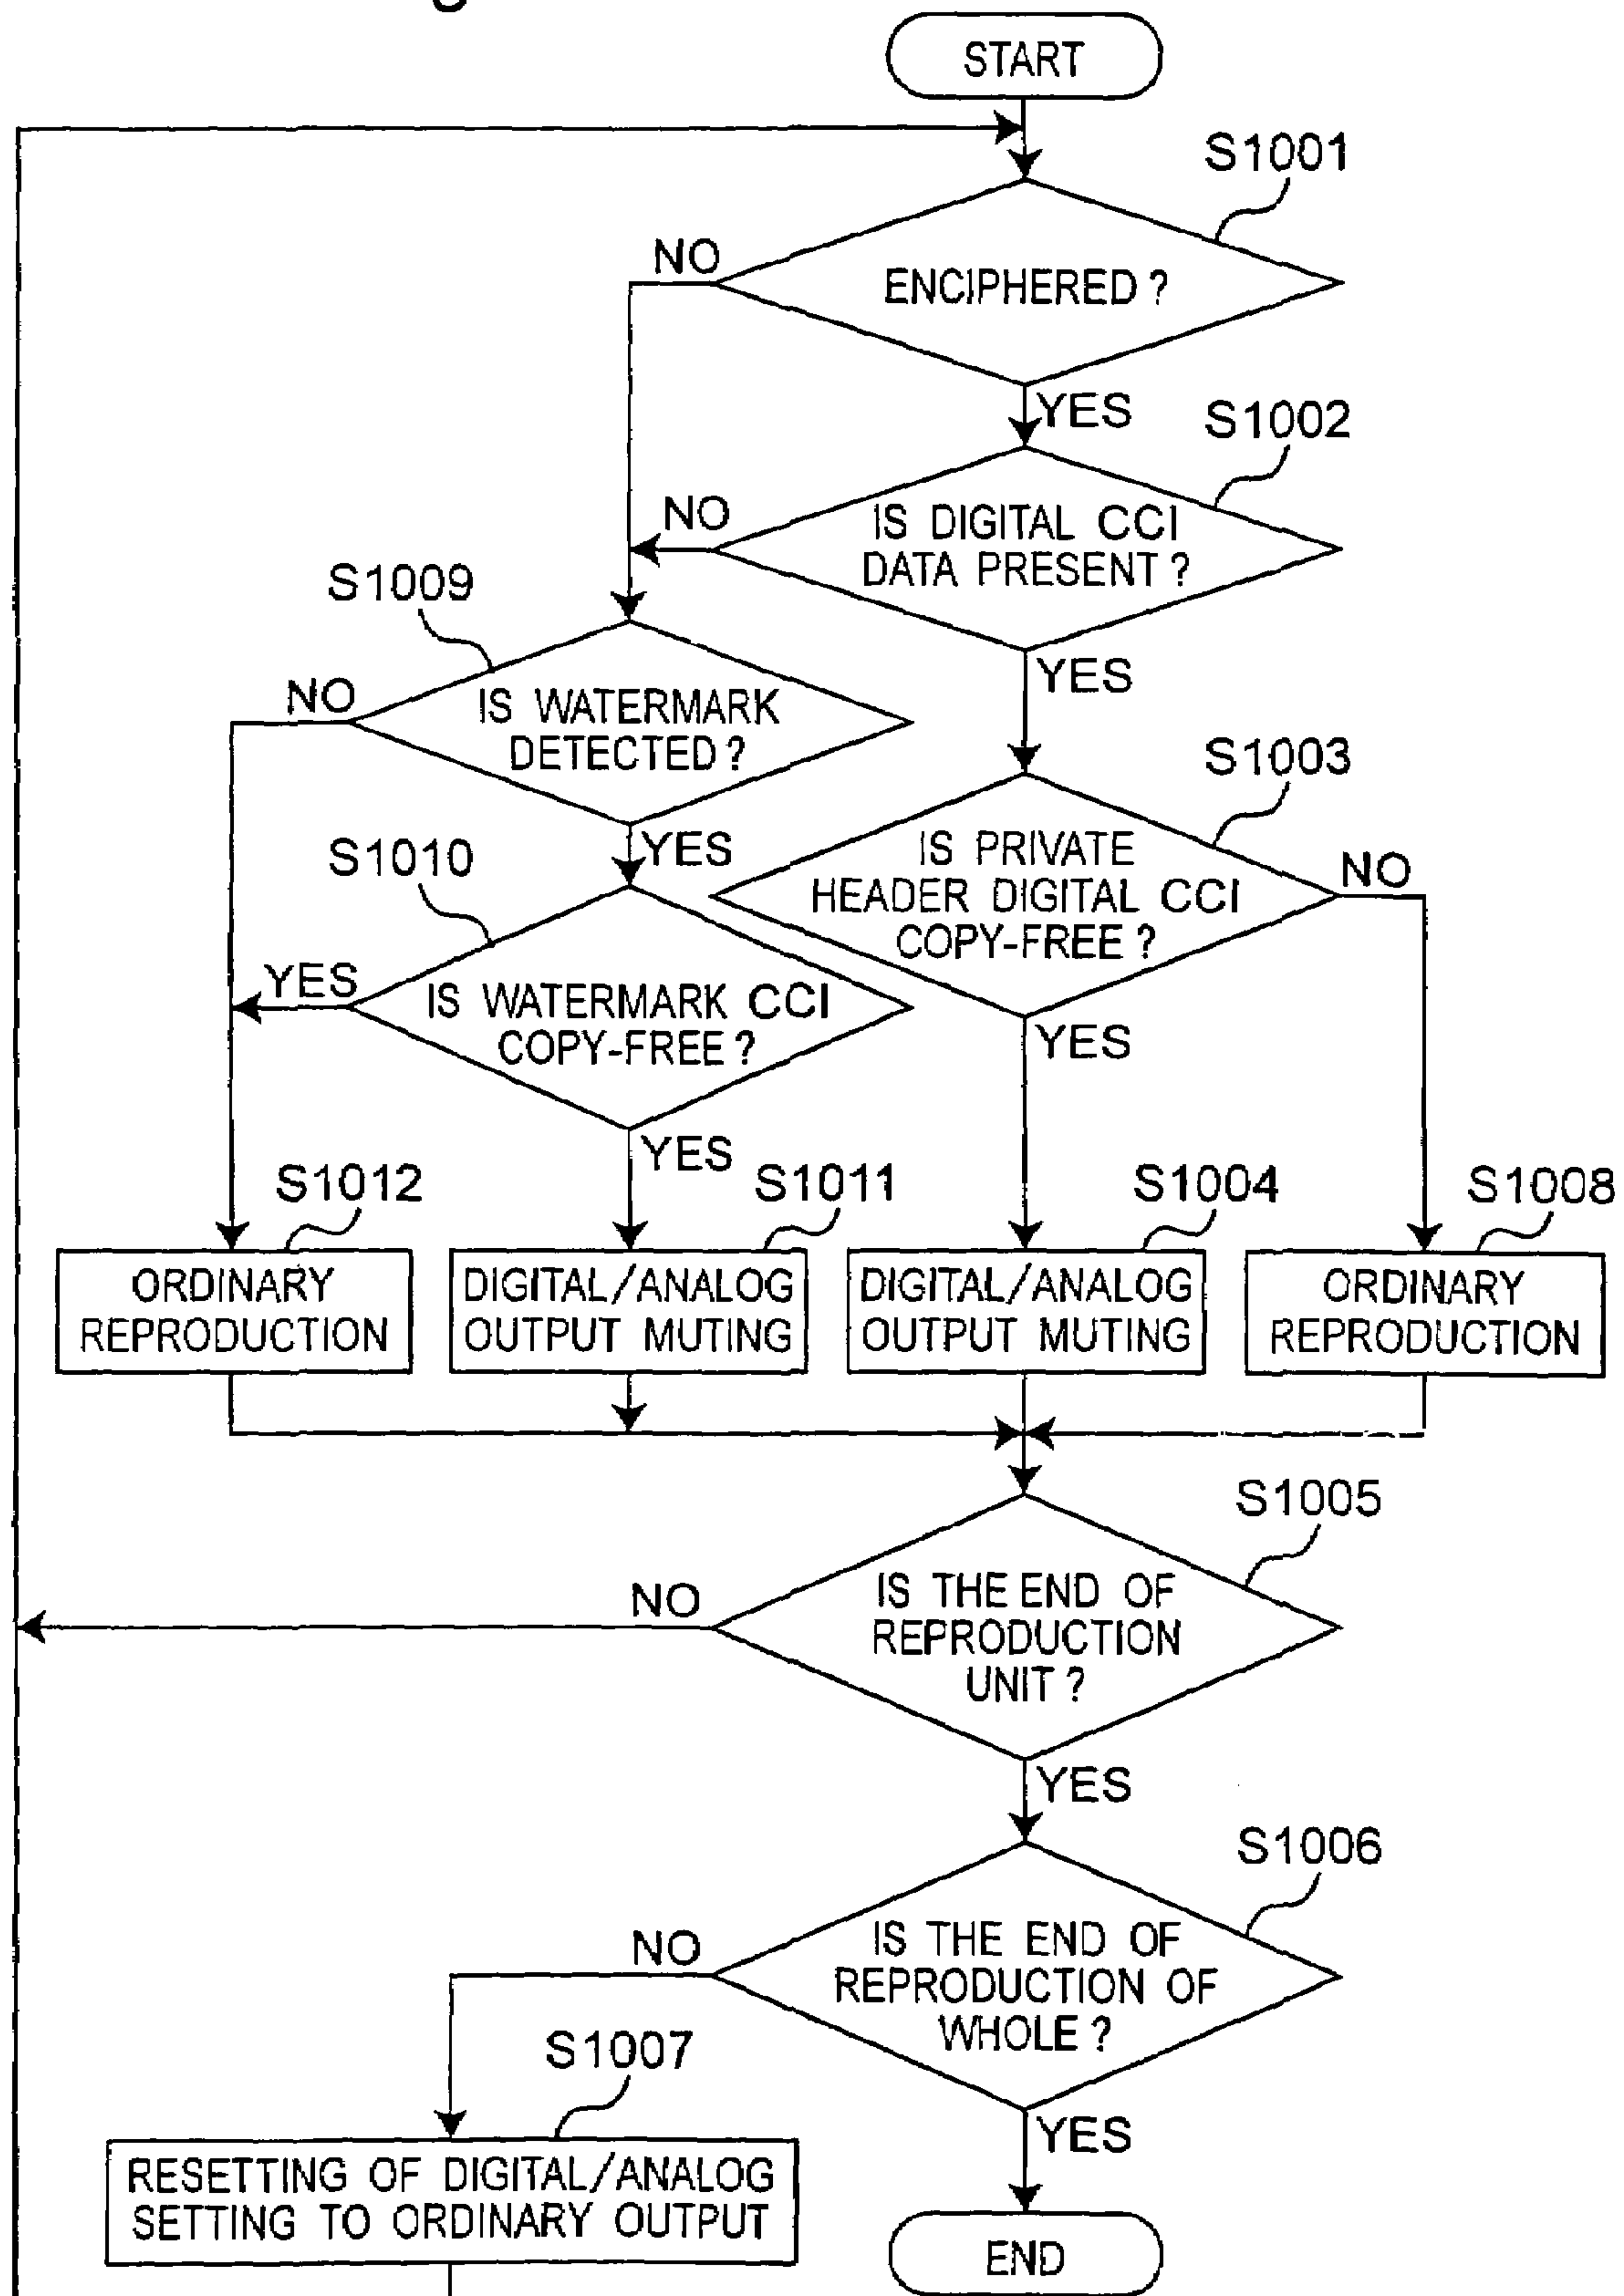 START
S1001
NO
ENCIPHERED ?
YES
S1002
NO
IS DIGITAL CCI
DATA PRESENT ?
S1009
YES
NO
IS WATERMARK
DETECTED ?
S1003
S1010
YES
IS PRIVATE
HEADER DIGITAL CCI
COPY-FREE ?
NO
YES
IS WATERMARK CCI
COPY-FREE ?
YES
YES
S1012
S1011
S1004
S1008
ORDINARY
REPRODUCTION
DIGITAL/ANALOG
OUTPUT MUTING
DIGITAL/ANALOG
OUTPUT MUTING
ORDINARY
REPRODUCTION
S1005
NO
IS THE END OF
REPRODUCTION
UNIT ?
YES
S1006
NO
IS THE END OF
REPRODUCTION OF
WHOLE ?
S1007
YES
RESETTING OF DIGITAL/ANALOG
SETTING TO ORDINARY OUTPUT
END